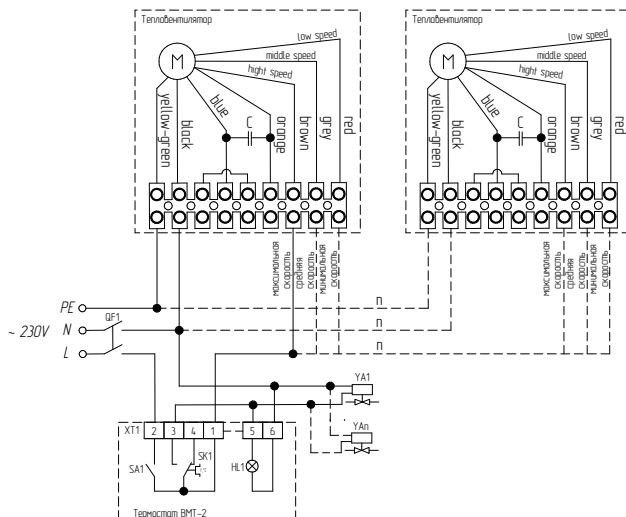 Тепловентилятор
Тепловентилятор
low speed
middle speed
hight speed
M
yellow-green
black
blue
C
orange
brown
grey
red
low speed
middle speed
hight speed
M
yellow-green
black
blue
C
orange
brown
grey
red
максимальная скорость
средняя скорость
минимальная скорость
максимальная скорость
средняя скорость
минимальная скорость
PE
n
~ 230V
N
QF1
n
L
n
YA1
YAn
XT1
2
3
4
1
5
6
SA1
SK1
t°C
HL1
Термостат ВМТ-2